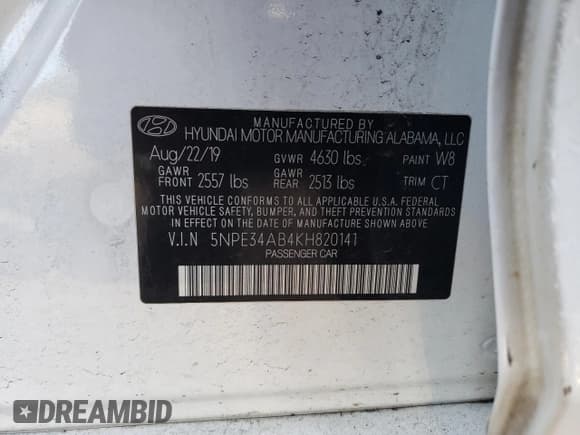 MANUFACTURED BY
HYUNDAI MOTOR MANUFACTURING ALABAMA, LLC
Aug/22/19 GVWR 4630 lbs. PAINT W8
GAWR FRONT 2557 lbs GAWR REAR 2513 lbs TRIM CT
THIS VEHICLE CONFORMS TO ALL APPLICABLE U.S.A FEDERAL
MOTOR VEHICLE SAFETY, BUMPER, AND THEFT PREVENTION STANDARDS
IN EFFECT ON THE DATE OF MANUFACTURE SHOWN ABOVE.
V.I.N 5NPE34AB4KH820141
PASSENGER CAR
DREAMBID